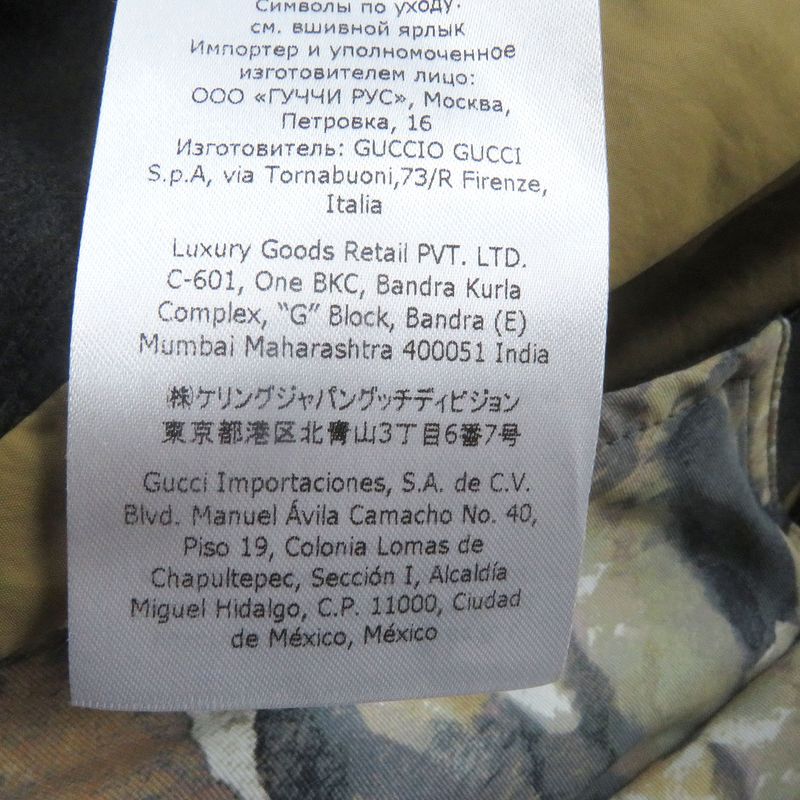 Символы по уходу:
см. вшивной ярлык
Импортер и уполномоченное
изготовителем лицо:
ООО «ГУЧЧИ РУС», Москва,
Петровка, 16
Изготовитель: GUCCIO GUCCI
S.p.A, via Tornabuoni,73/R Firenze,
Italia
Luxury Goods Retail PVT. LTD.
C-601, One BKC, Bandra Kurla
Complex, “G” Block, Bandra (E)
Mumbai Maharashtra 400051 India
㈱ケリングジャパングッチディビジョン
東京都港区北青山3丁目6番7号
Gucci Importaciones, S.A. de C.V.
Blvd. Manuel Ávila Camacho No. 40,
Piso 19, Colonia Lomas de
Chapultepec, Sección I, Alcaldía
Miguel Hidalgo, C.P. 11000, Ciudad
de México, México